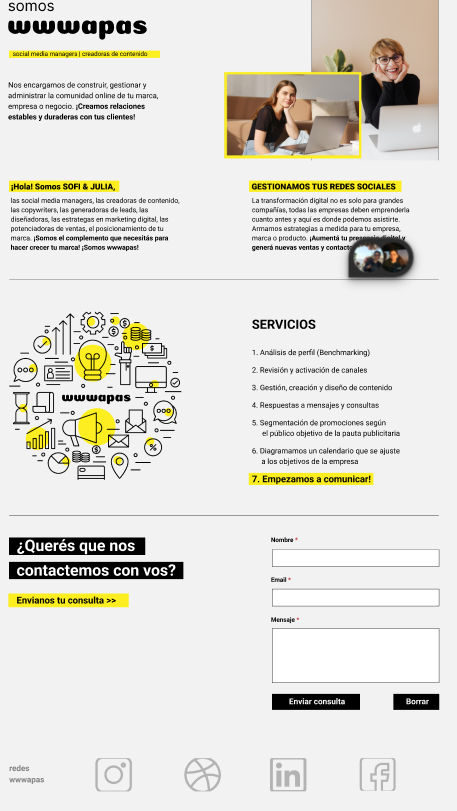 somos
wwwapas
social media managers | creadoras de contenido
Nos encargamos de construir, gestionar y
administrar la comunidad online de tu marca,
empresa o negocio. ¡Creamos relaciones
estables y duraderas con tus clientes!
¡Hola! Somos SOFI & JULIA,
las social media managers, las creadoras de contenido,
las copywriters, las generadoras de leads, las
diseñadoras, las estrategas en marketing digital, las
potenciadoras de ventas, el posicionamiento de tu
marca. ¡Somos el complemento que necesitás para
hacer crecer tu marca! ¡Somos wwwapas!
GESTIONAMOS TUS REDES SOCIALES
La transformación digital no es solo para grandes
compañías, todas las empresas deben emprenderla
cuanto antes y aquí es donde podemos asistirte.
Armamos estrategias a medida para tu empresa,
marca o producto. ¡Aumentá tu presencia digital y
generá nuevas ventas y
wwwapas
SERVICIOS
1. Análisis de perfil (Benchmarking)
2. Revisión y activación de canales
3. Gestión, creación y diseño de contenido
4. Respuestas a mensajes y consultas
5. Segmentación de promociones según
el público objetivo de la pauta publicitaria
6. Diagramamos un calendario que se ajuste
a los objetivos de la empresa
7. Empezamos a comunicar!
¿Querés que nos
contactemos con vos?
Envianos tu consulta >>
Nombre *
Email *
Mensaje *
Enviar consulta
Borrar
redes
wwwapas